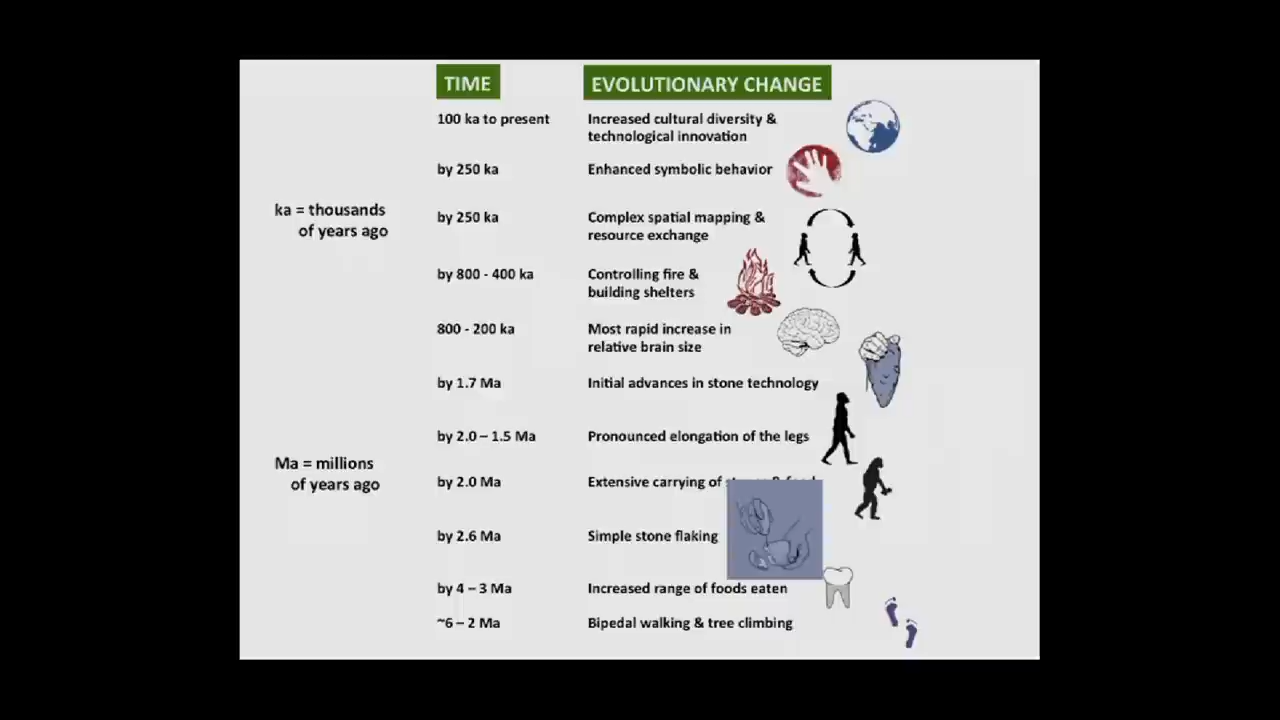 TIME EVOLUTIONARY CHANGE
100 ka to present Increased cultural diversity &
technological innovation
by 250 ka Enhanced symbolic behavior
ka = thousands
of years ago
by 250 ka Complex spatial mapping &
resource exchange
by 800 - 400 ka Controlling fire &
building shelters
800 - 200 ka Most rapid increase in
relative brain size
by 1.7 Ma Initial advances in stone technology
by 2.0 – 1.5 Ma Pronounced elongation of the legs
Ma = millions
of years ago
by 2.0 Ma Extensive carrying of
by 2.6 Ma Simple stone flaking
by 4 – 3 Ma Increased range of foods eaten
~6 – 2 Ma Bipedal walking & tree climbing